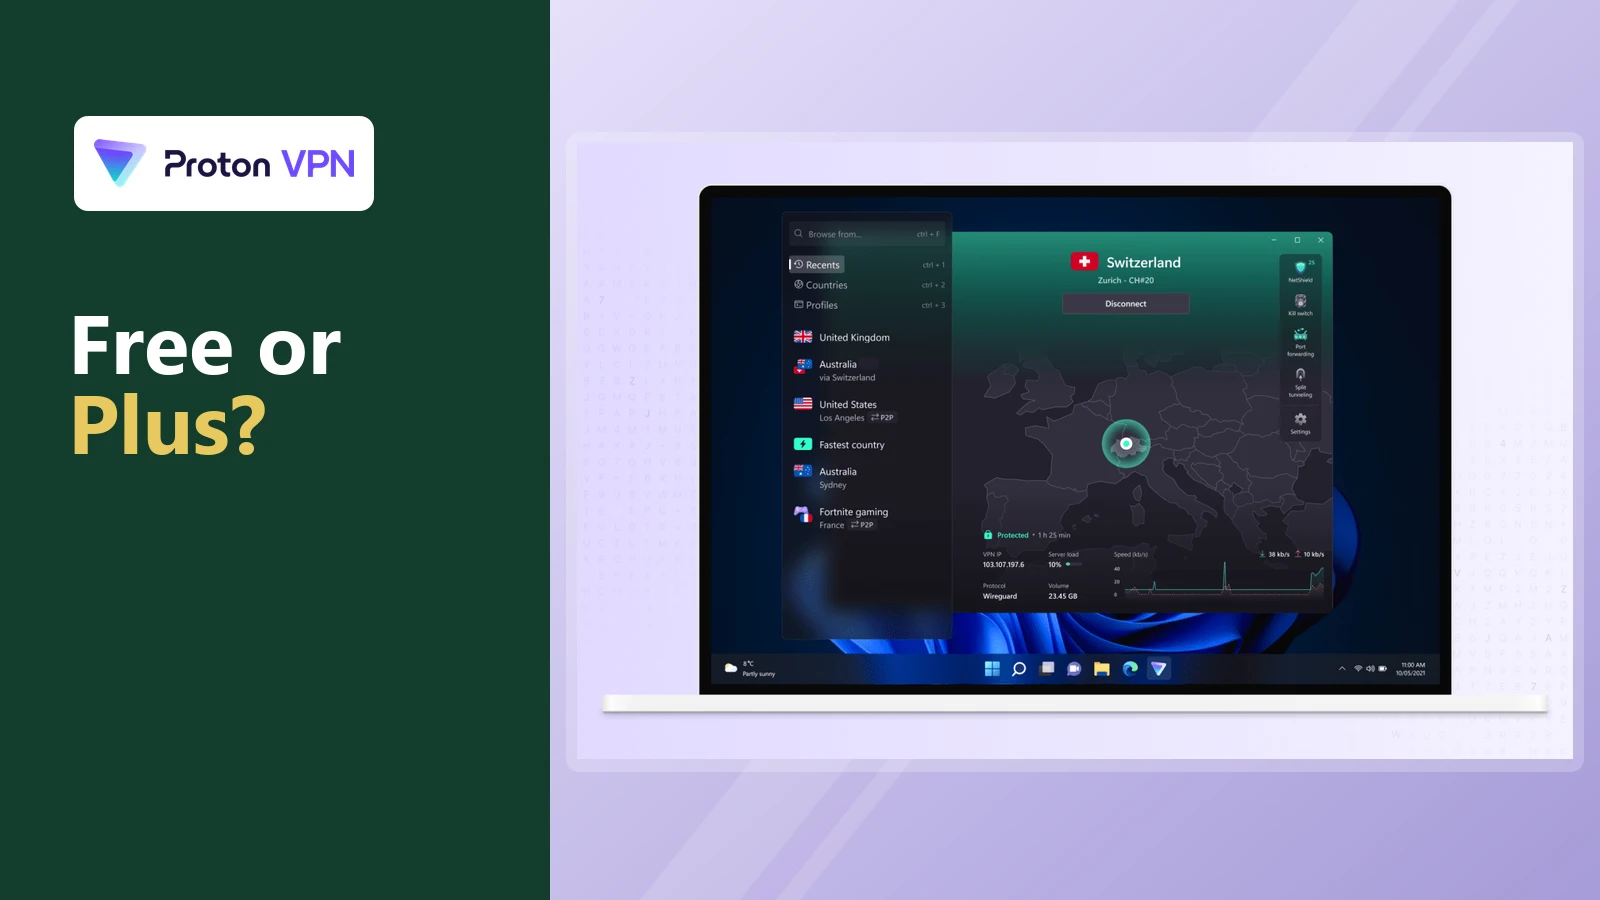 Proton VPN
Free or
Plus?
Browse from...
ctrl + F
Recents
ctrl + 1
Countries
ctrl + 2
Profiles
ctrl + 3
United Kingdom
Australia
via Switzerland
United States
Los Angeles P2P
Fastest country
Australia
Sydney
Fortnite gaming
France P2P
Switzerland
Zurich - CH#20
Disconnect
25
NetShield
Kill switch
Port
forwarding
Split
tunneling
Settings
Protected • 1 h 25 min
VPN IP
103.107.197.6
Server load
10%
Protocol
Wireguard
Volume
23.45 GB
Speed (kb/s)
38 kb/s 10 kb/s
40
20
0
8°C
Partly sunny
11:00 AM
10/05/2021